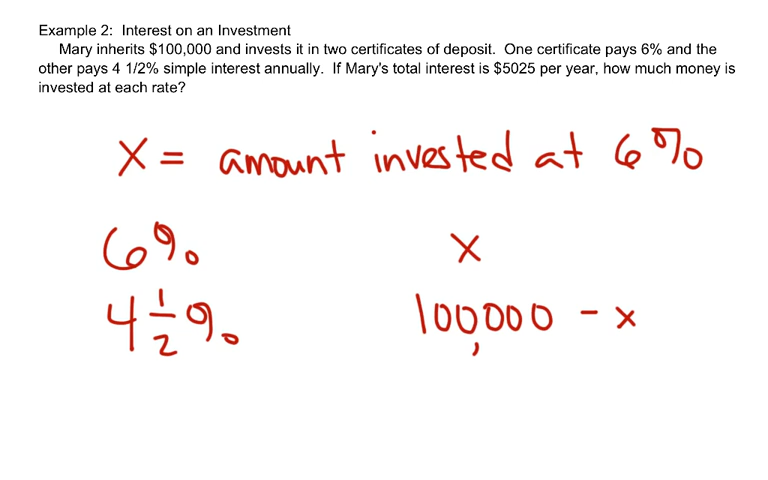 Example 2: Interest on an Investment
Mary inherits $100,000 and invests it in two certificates of deposit. One certificate pays 6% and the
other pays 4 1/2% simple interest annually. If Mary's total interest is $5025 per year, how much money is
invested at each rate?
X = amount invested at 6%
6% x
4 1/2 % 100,000 - x